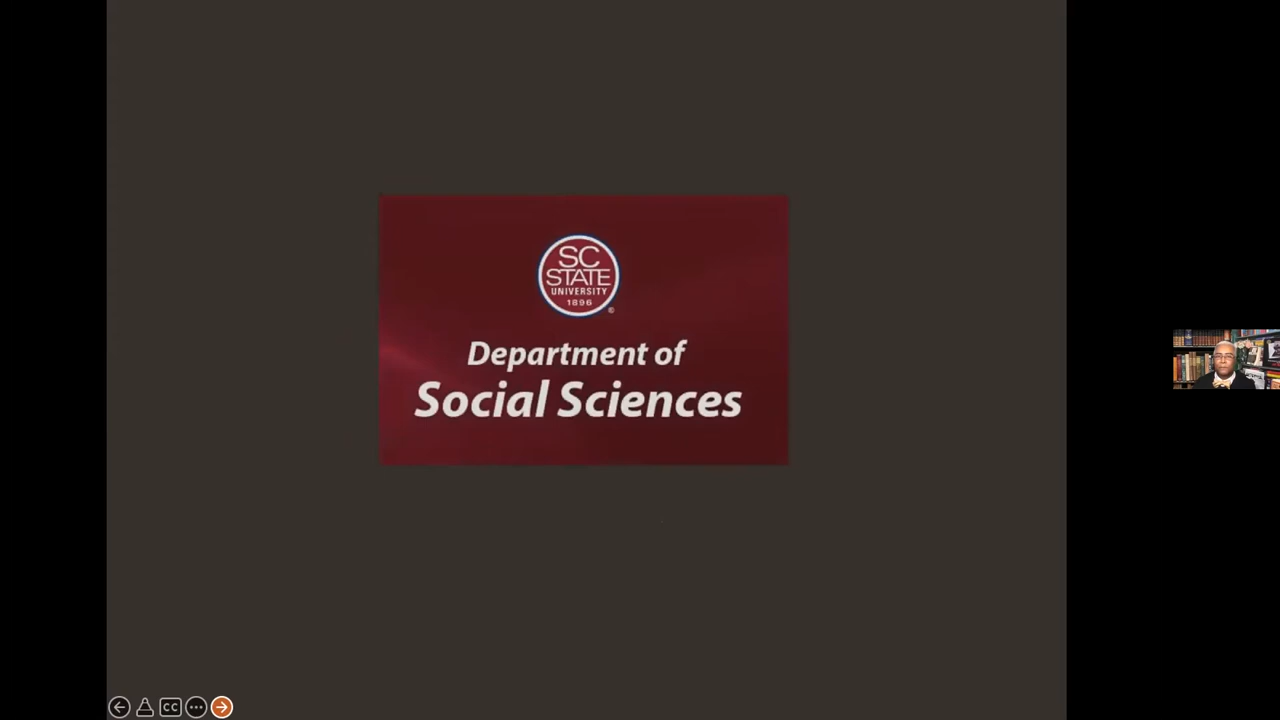 SC
STATE
UNIVERSITY
1896
©
Department of
Social Sciences
CC